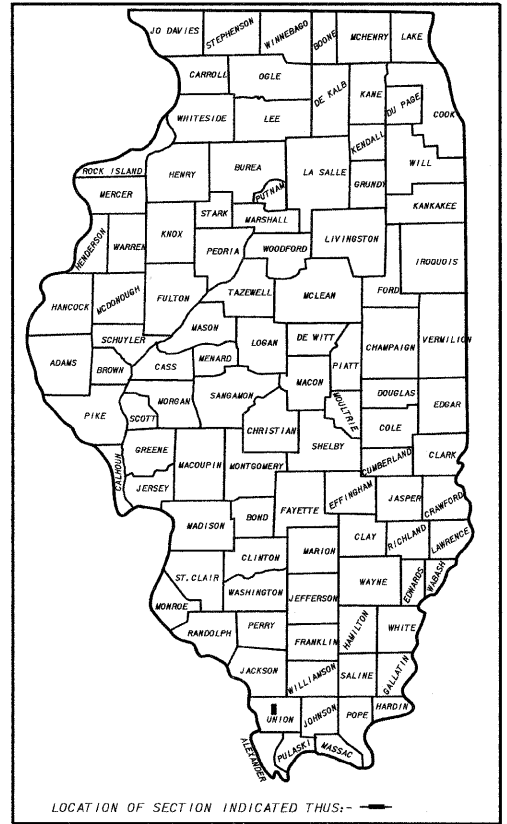 JO DAVIES
STEPHENSON
WINNEBAGO
BOONE
MCHENRY
LAKE
CARROLL
OGLE
DE KALB
KANE
DU PAGE
COOK
WHITESIDE
LEE
KENDALL
WILL
ROCK ISLAND
HENRY
BUREA
PUTNAM
LA SALLE
GRUNDY
KANKAKEE
MERCER
STARK
MARSHALL
HENDERSON
WARREN
KNOX
PEORIA
WOODFORD
LIVINGSTON
IROQUOIS
FORD
HANCOCK
MCDONOUGH
FULTON
TAZEWELL
MCLEAN
MASON
SCHUYLER
LOGAN
DE WITT
CHAMPAIGN
VERMILION
ADAMS
BROWN
CASS
MENARD
PIATT
MACON
PIKE
SCOTT
MORGAN
SANGAMON
CHRISTIAN
MOULTRIE
DOUGLAS
EDGAR
COLE
SHELBY
CALHOUN
GREENE
MACOUPIN
MONTGOMERY
CUMBERLAND
CLARK
JERSEY
EFFINGHAM
JASPER
CRAWFORD
MADISON
BOND
FAYETTE
CLAY
RICHLAND
LAWRENCE
CLINTON
MARION
ST. CLAIR
WASHINGTON
JEFFERSON
WAYNE
EDWARDS
WABASH
MONROE
RANDOLPH
PERRY
FRANKLIN
HAMILTON
WHITE
JACKSON
WILLIAMSON
SALINE
GALLATIN
UNION
JOHNSON
POPE
HARDIN
ALEXANDER
PULASKI
MASSAC
LOCATION OF SECTION INDICATED THUS:-